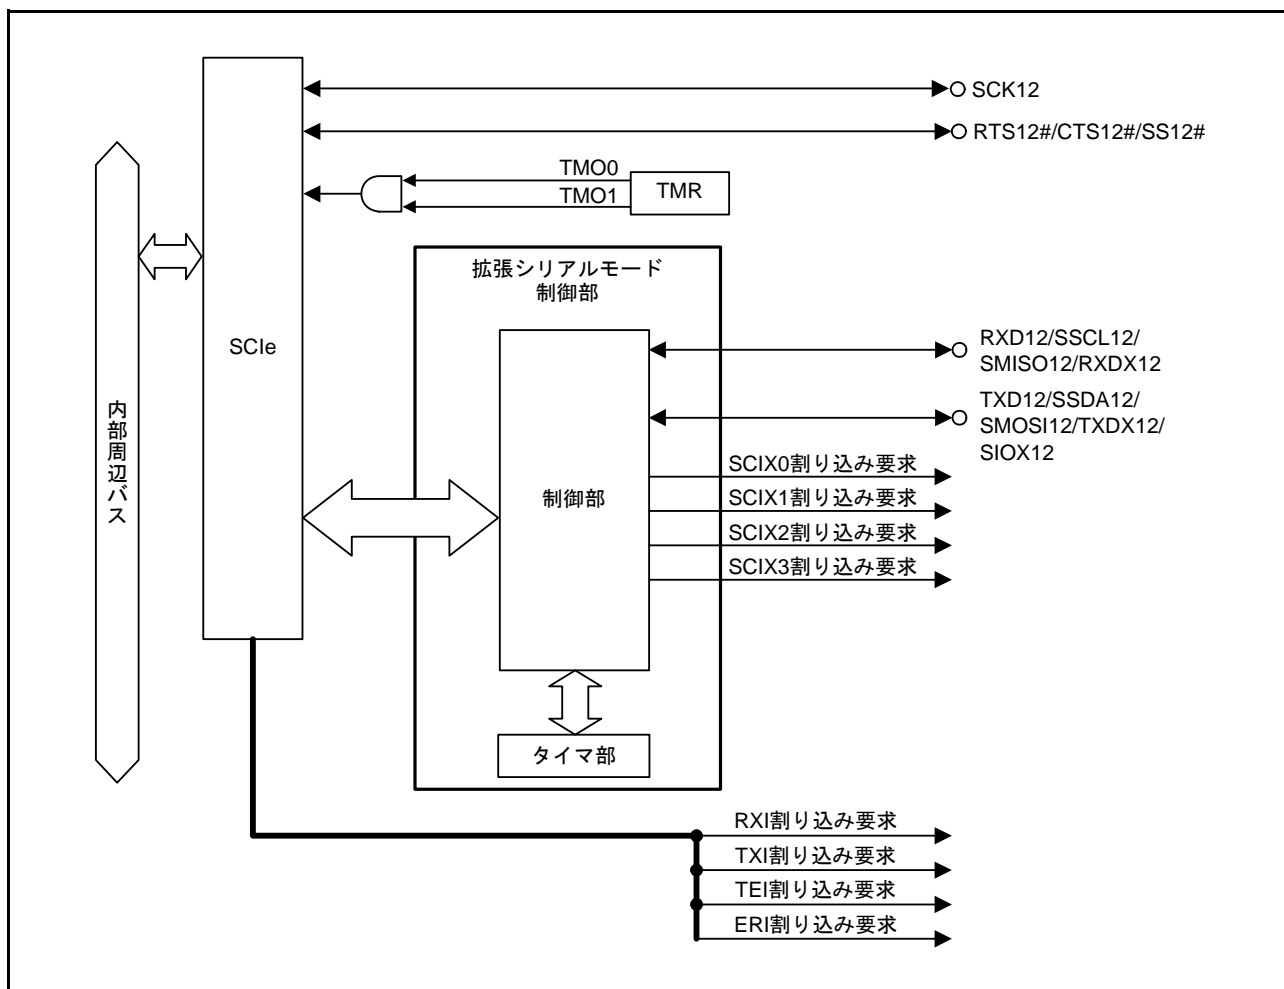 SCK12
RTS12#/CTS12#/SS12#
TMO0
TMO1
TMR
拡張シリアルモード
制御部
SCIe
内部周辺バス
RXD12/SSCL12/
SMISO12/RXDX12
TXD12/SSDA12/
SMOSI12/TXDX12/
SIOX12
制御部
SCIX0割り込み要求
SCIX1割り込み要求
SCIX2割り込み要求
SCIX3割り込み要求
タイマ部
RXI割り込み要求
TXI割り込み要求
TEI割り込み要求
ERI割り込み要求